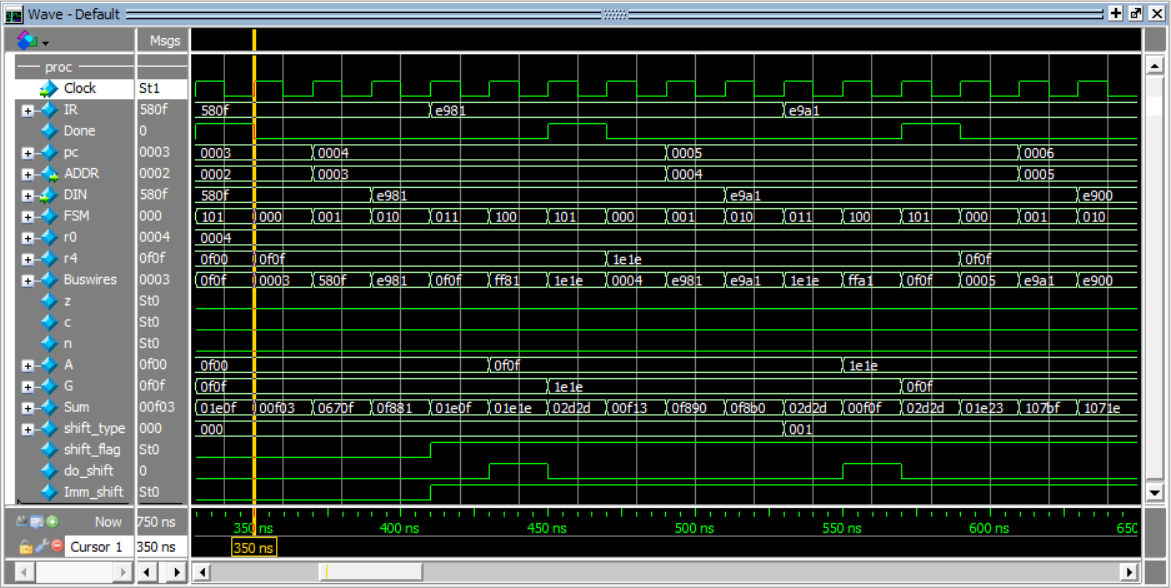 Wave - Default
Msgs
proc
Clock St1
IR 580f 580f e981 e9a1
Done 0
pc 0003 0003 0004 0005 0006
ADDR 0002 0002 0003 0004 0005
DIN 580f 580f e981 e9a1 e900
FSM 000 101 000 001 010 011 100 101 000 001 010 011 100 101 000 001 010
r0 0004 0004
r4 0f0f 0f00 0f0f 1e1e 0f0f
Buswires 0003 0f0f 0003 580f e981 0f0f ff81 1e1e 0004 e981 e9a1 1e1e ffa1 0f0f 0005 e9a1 e900
z St0
c St0
n St0
A 0f00 0f00 0f0f 1e1e
G 0f0f 0f0f 1e1e 0f0f
Sum 00f03 01e0f 00f03 0670f 0f881 01e0f 01e1e 02d2d 00f13 0f890 0f8b0 02d2d 00f0f 02d2d 01e23 107bf 1071e
shift_type 000 000 001
shift_flag St0
do_shift 0
Imm_shift St0
Now 750 ns 350 ns 400 ns 450 ns 500 ns 550 ns 600 ns 650
Cursor 1 350 ns 350 ns